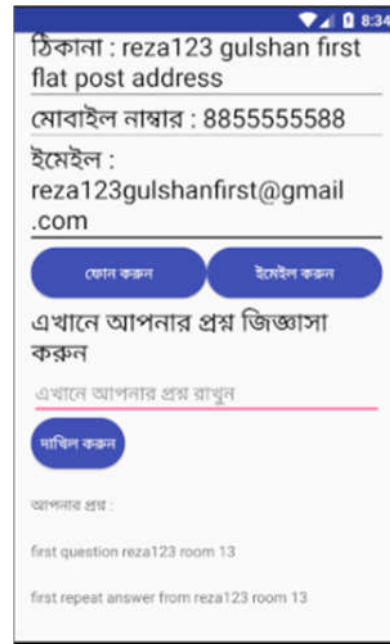 8:34
ঠিকানা : reza123 gulshan first
flat post address
মোবাইল নাম্বার : 8855555588
ইমেইল :
reza123gulshanfirst@gmail
.com
ফোন করুন
ইমেইল করুন
এখানে আপনার প্রশ্ন জিজ্ঞাসা
করুন
এখানে আপনার প্রশ্ন রাখুন
দাখিল করুন
আপনার প্রশ্ন :
first question reza123 room 13
first repeat answer from reza123 room 13